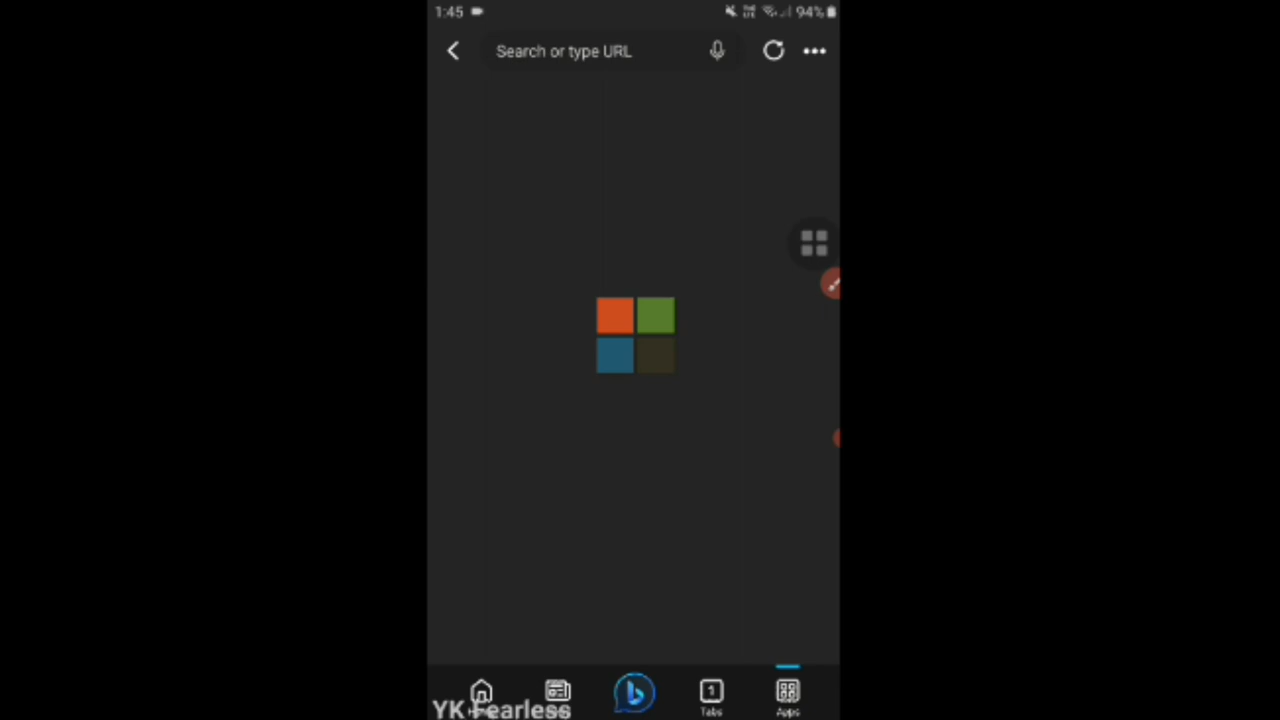 1:45 94%
Search or type URL
1
Tabs
Apps
YK Fearless